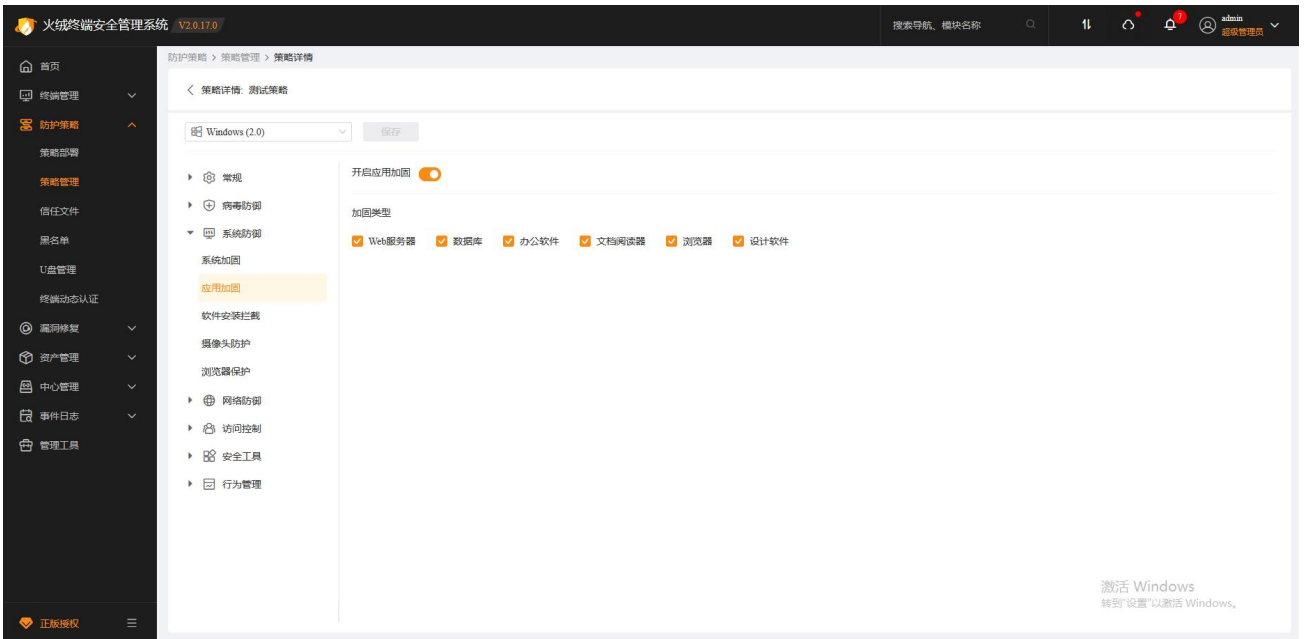 火绒终端安全管理系统 V2.0.17.0
搜索导航、模块名称
7
admin
超级管理员
首页
终端管理
防护策略
策略部署
策略管理
信任文件
黑名单
U盘管理
终端动态认证
漏洞修复
资产管理
中心管理
事件日志
管理工具
正版授权
防护策略 > 策略管理 > 策略详情
策略详情: 测试策略
Windows (2.0)
保存
常规
病毒防御
系统防御
系统加固
应用加固
软件安装拦截
摄像头防护
浏览器保护
网络防御
访问控制
安全工具
行为管理
开启应用加固
加固类型
Web服务器 数据库 办公软件 文档阅读器 浏览器 设计软件
激活 Windows
转到"设置"以激活 Windows。